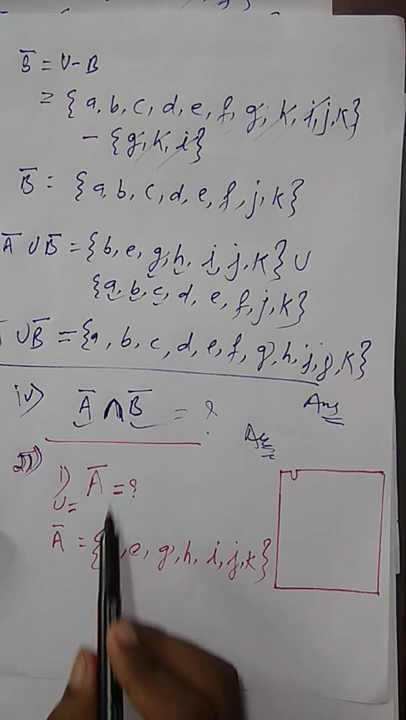 B̅ = U - B
= {a, b, c, d, e, f, g, K, i, j, K}
- {g, K, i}
B̅ = {a, b, c, d, e, f, j, K}
A̅ ∪ B̅ = {b, e, g, h, i, j, K} ∪
{a, b, c, d, e, f, j, K}
∪ B̅ = {a, b, c, d, e, f, g, h, i, j, K}
Ans
iv) A̅ ∩ B̅ = ?
i) A̅ = ?
U =
A̅ = { , e, g, h, i, j, K}